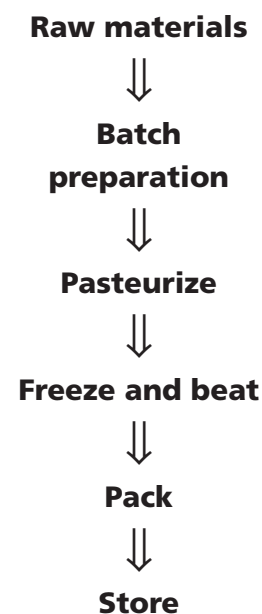 Raw materials
⇓
Batch
preparation
⇓
Pasteurize
⇓
Freeze and beat
⇓
Pack
⇓
Store